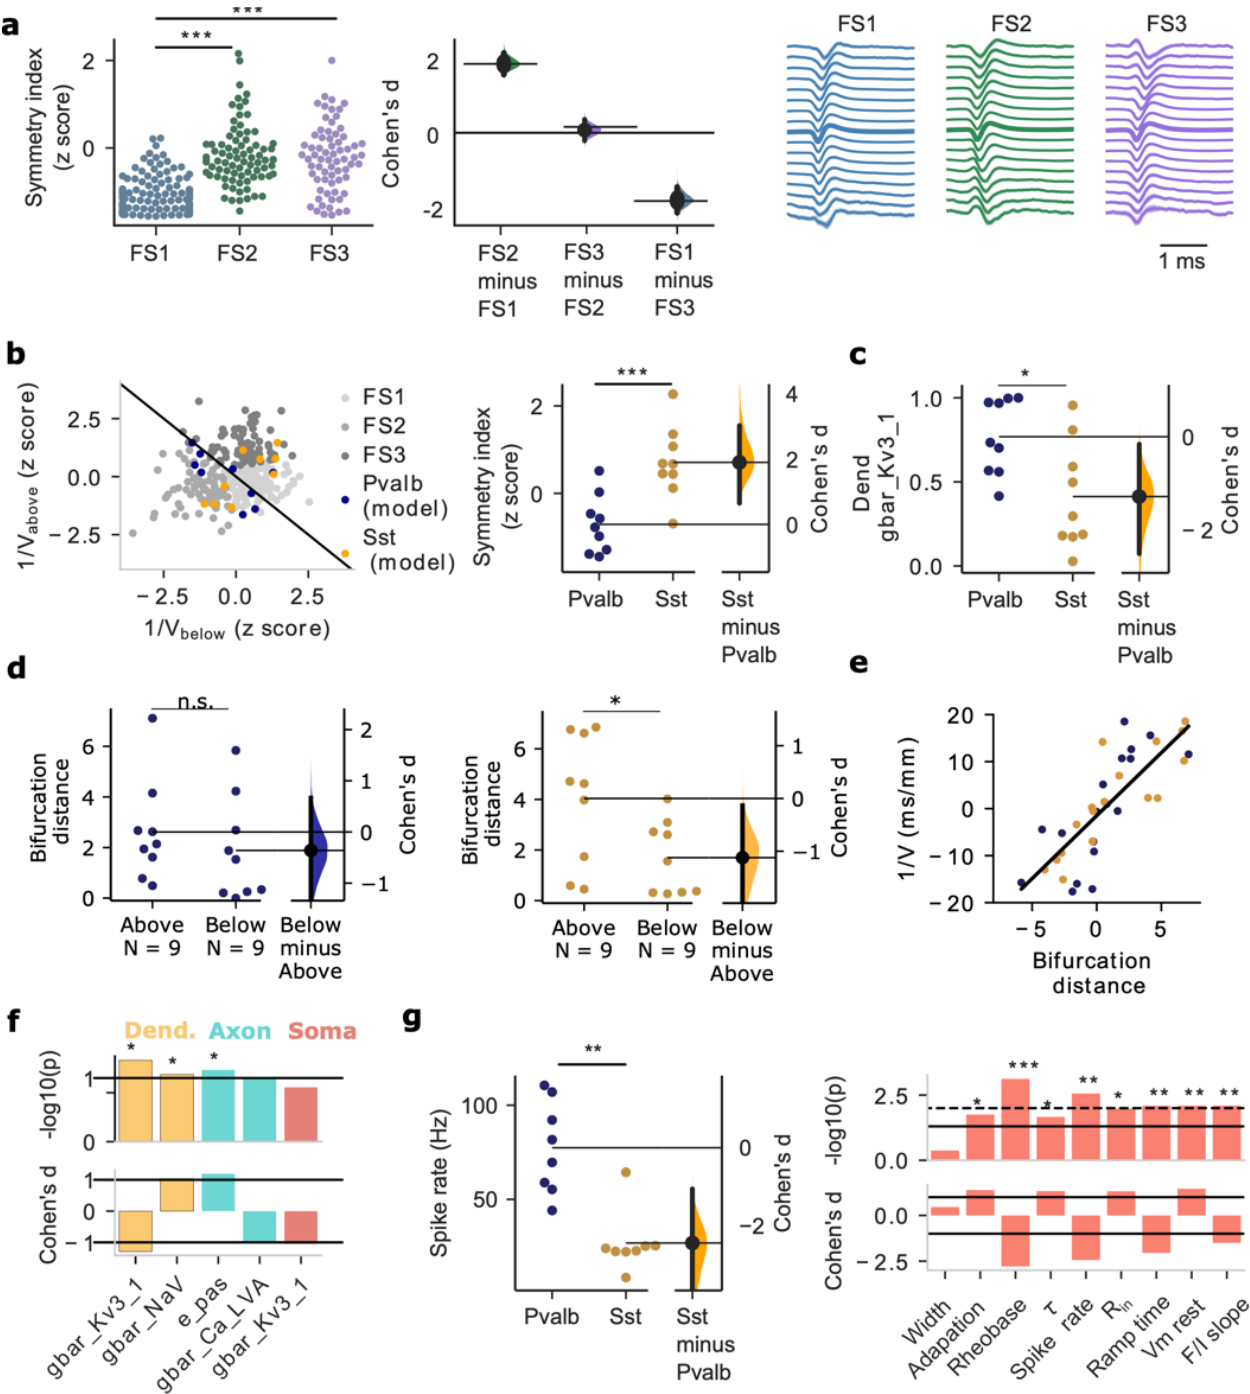 a
Symmetry index
(z score)
2
0
***
***
FS1
FS2
FS3
Cohen's d
2
0
-2
FS2
minus
FS1
FS3
minus
FS2
FS1
minus
FS3
FS1
FS2
FS3
1 ms
b
1/Vabove (z score)
2.5
0.0
−2.5
−2.5
0.0
2.5
1/Vbelow (z score)
FS1
FS2
FS3
Pvalb
(model)
Sst
(model)
Symmetry index
(z score)
2
0
***
Pvalb
Sst
Sst
minus
Pvalb
4
2
0
Cohen's d
c
Dend
gbar_Kv3_1
1.0
0.5
0.0
*
Pvalb
Sst
Sst
minus
Pvalb
0
−2
Cohen's d
d
Bifurcation
distance
6
4
2
0
n.s.
Above
N = 9
Below
N = 9
Below
minus
Above
2
1
0
−1
Cohen's d
Bifurcation
distance
6
4
2
0
*
Above
N = 9
Below
N = 9
Below
minus
Above
1
0
−1
Cohen's d
e
1/V (ms/mm)
20
10
0
−10
−20
−5
0
5
Bifurcation
distance
f
Dend. Axon Soma
-log10(p)
1
0
*
*
*
Cohen's d
1
0
−1
gbar_Kv3_1
gbar_NaV
e_pas
gbar_Ca_LVA
gbar_Kv3_1
g
Spike rate (Hz)
100
50
**
Pvalb
Sst
Sst
minus
Pvalb
0
−2
Cohen's d
-log10(p)
2.5
0.0
*
***
*
**
*
**
**
**
Cohen's d
0.0
−2.5
Width
Adapation
Rheobase
τ
Spike rate
Rin
Ramp time
Vm rest
F/I slope